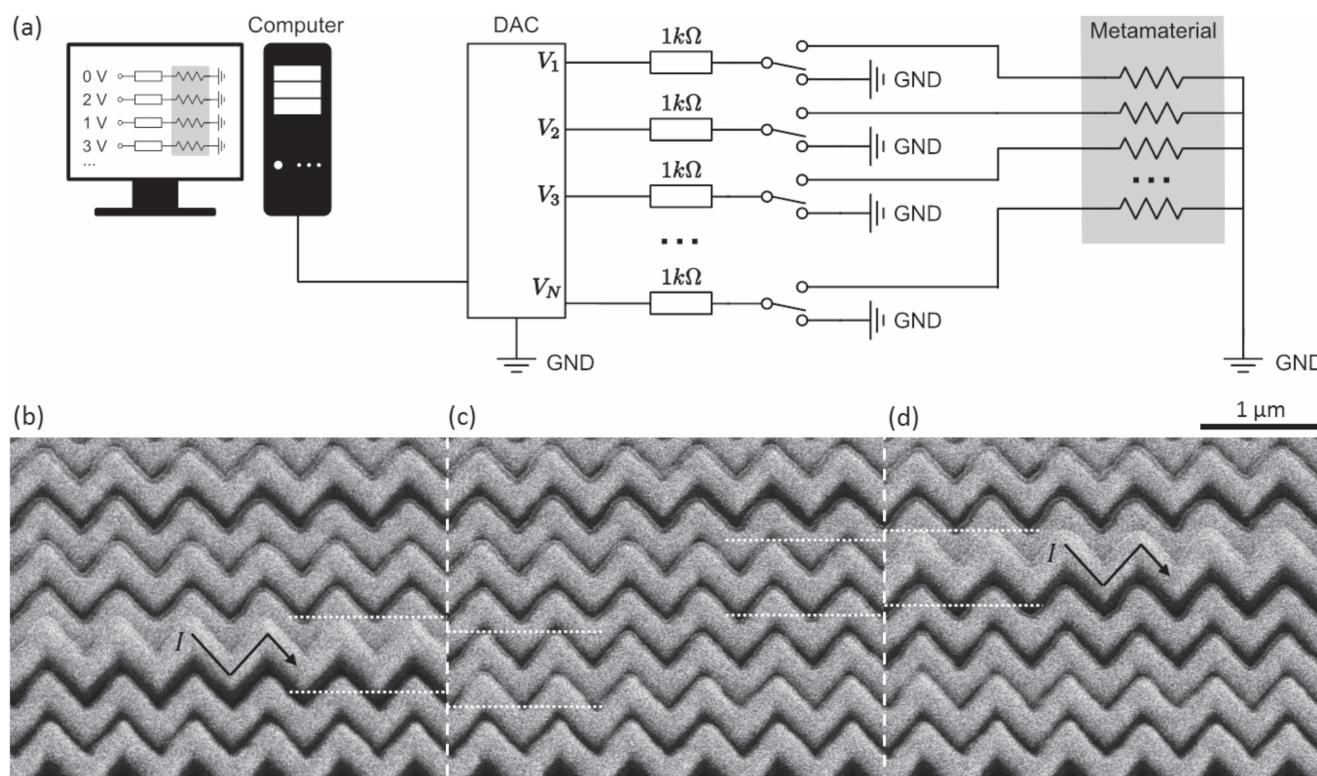 (a)
Computer
DAC
Metamaterial
0 V
2 V
1 V
3 V
...
V₁
1kΩ
GND
V₂
1kΩ
GND
V₃
1kΩ
GND
...
V_N
1kΩ
GND
...
GND
GND
(b)
(c)
(d)
1 μm
I
I